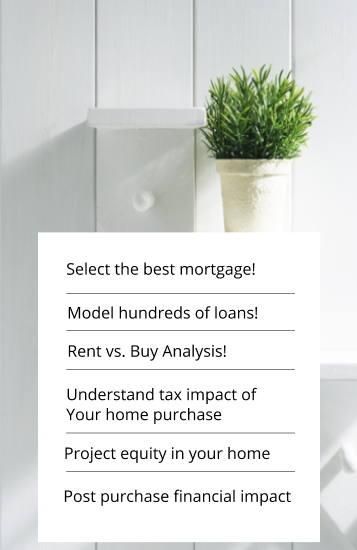 Select the best mortgage!
Model hundreds of loans!
Rent vs. Buy Analysis!
Understand tax impact of
Your home purchase
Project equity in your home
Post purchase financial impact